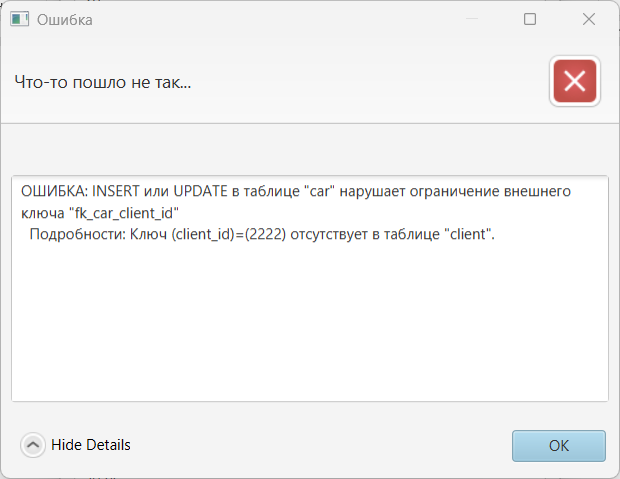 Ошибка
Что-то пошло не так...
ОШИБКА: INSERT или UPDATE в таблице "car" нарушает ограничение внешнего
ключа "fk_car_client_id"
Подробности: Ключ (client_id)=(2222) отсутствует в таблице "client".
Hide Details
OK